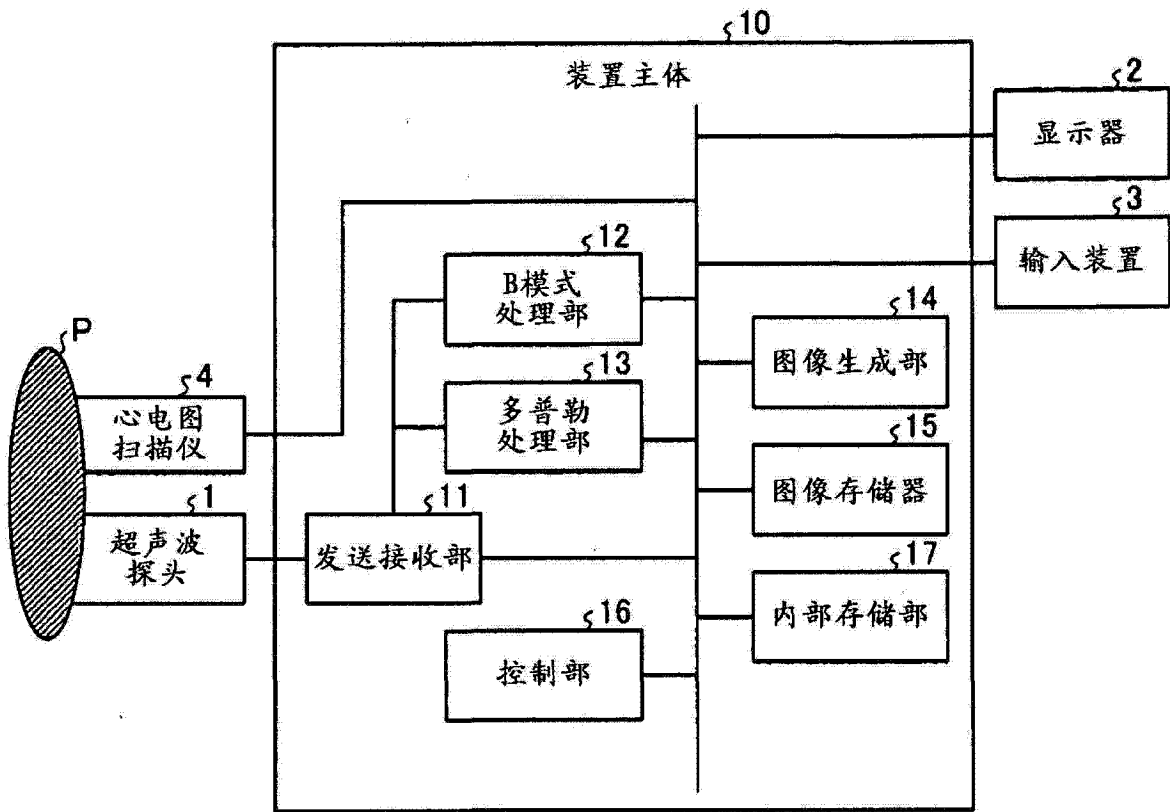 10
装置主体
2
显示器
3
输入装置
12
B模式
处理部
14
图像生成部
P
4
心电图
扫描仪
13
多普勒
处理部
15
图像存储器
1
超声波
探头
11
发送接收部
17
内部存储部
16
控制部